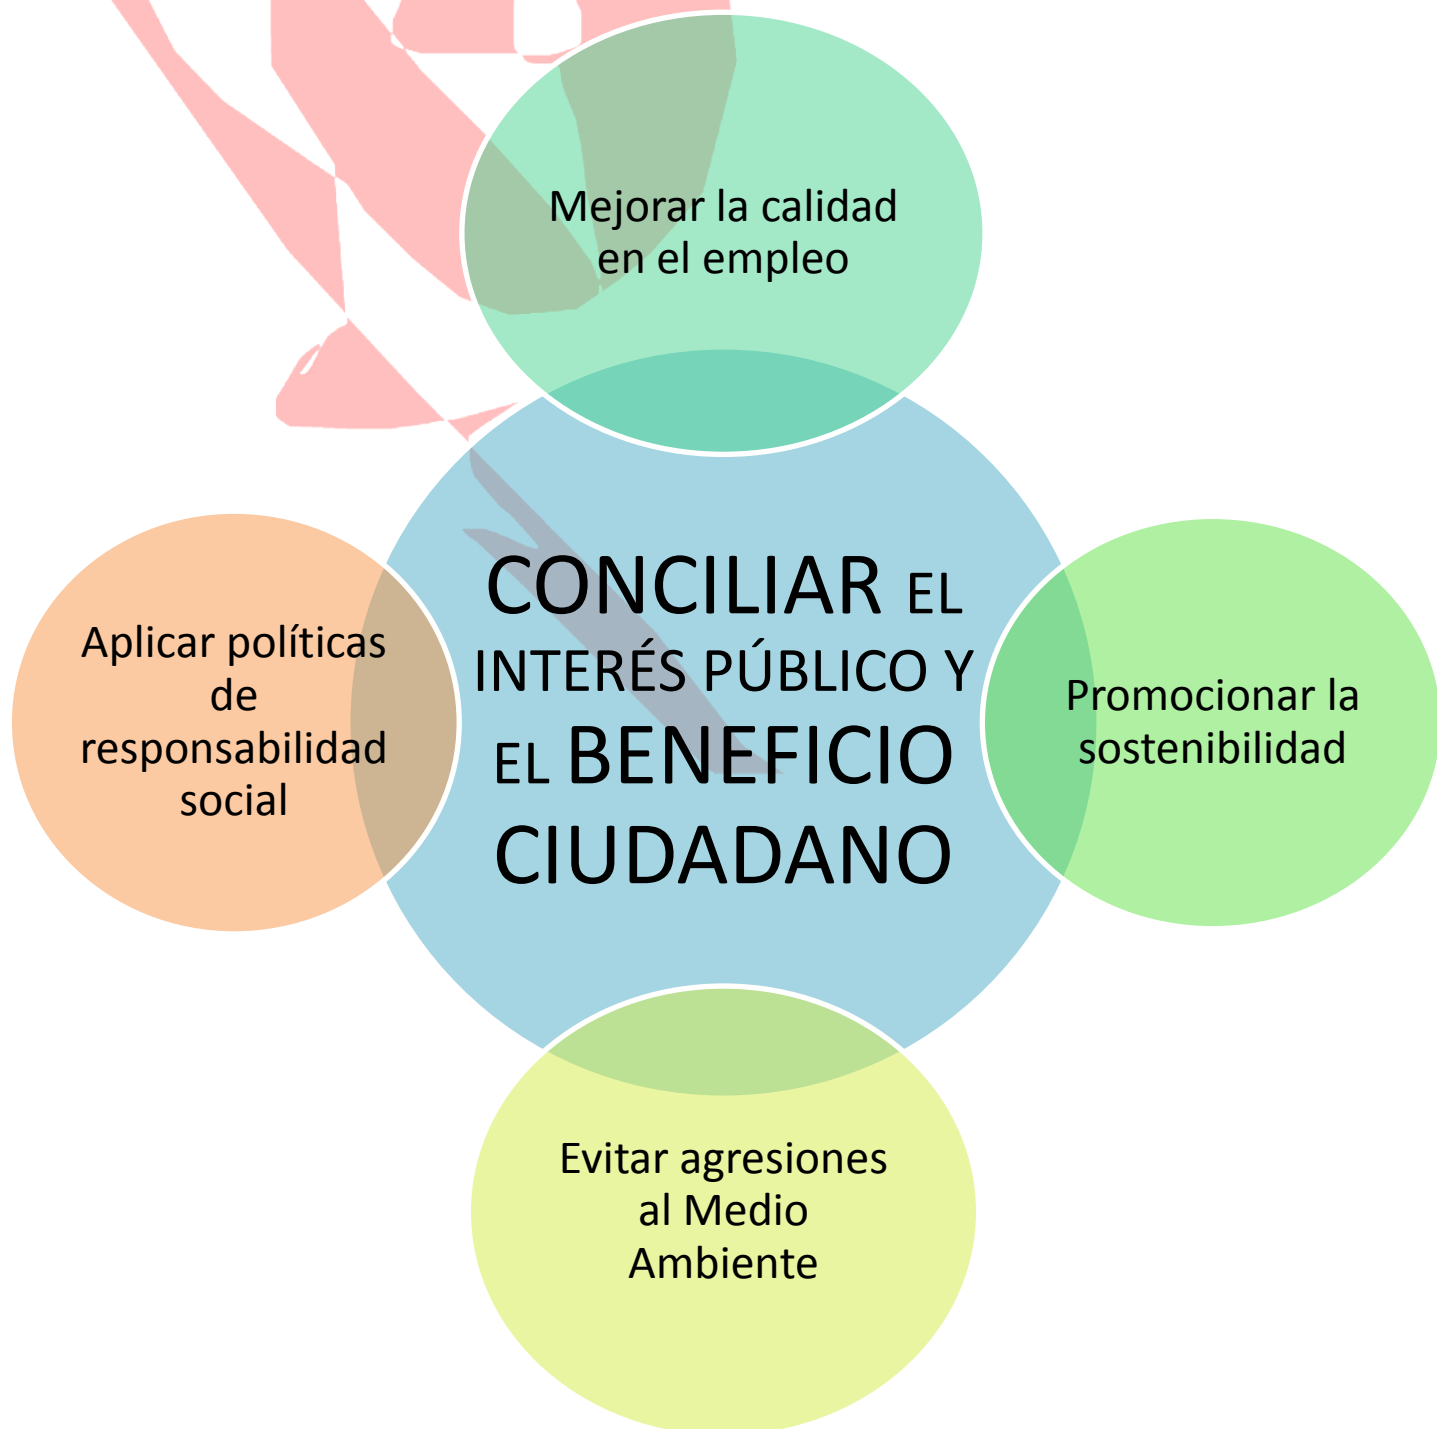 Mejorar la calidad
en el empleo
CONCILIAR EL
INTERÉS PÚBLICO Y
EL BENEFICIO
CIUDADANO
Aplicar políticas
de
responsabilidad
social
Promocionar la
sostenibilidad
Evitar agresiones
al Medio
Ambiente